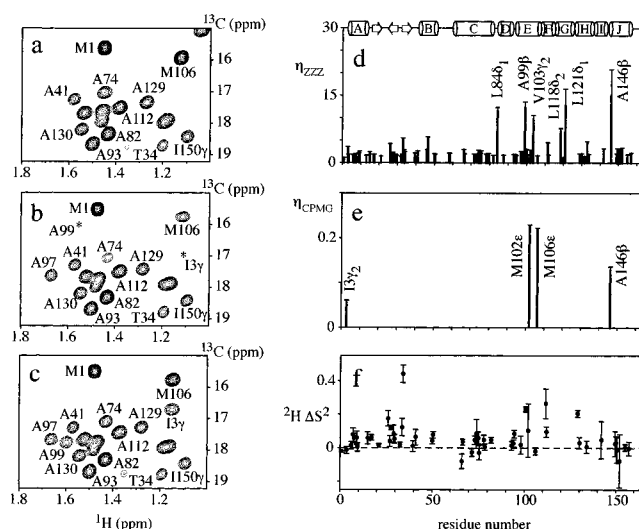 a
¹³C (ppm)
M1
M106
A74
A41
A129
A112
A130
A82
A93
T34
I150γ
16
17
18
19
1.8 1.6 1.4 1.2
b
¹³C (ppm)
M1
A99 *
M106
A97
A41
A74
A129
* I3γ
A112
A130
A82
A93
T34
I150γ
16
17
18
19
1.8 1.6 1.4 1.2
c
¹³C (ppm)
M1
M106
A41
A74
A129
I3γ
A97
A112
A99
A130
A82
A93
T34
I150γ
16
17
18
19
1.8 1.6 1.4 1.2
¹H (ppm)
A B C D E F G H I J
30
η ZZZ
d
15
0
L84δ₁
A99β
V103γ₂
L118δ₂
L121δ₁
A146β
η CPMG
e
0.2
0
I3γ₂
M102ε
M106ε
A146β
f
²H ΔS²
0.4
0
0 50 100 150
residue number